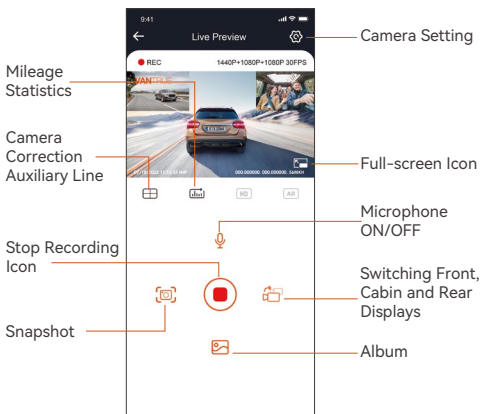 9:41
Live Preview
Camera Setting
REC
1440P+1080P+1080P 30FPS
VANTRUE
Mileage
Statistics
Camera
Correction
Auxiliary Line
Full-screen Icon
HD
AR
Microphone
ON/OFF
Stop Recording
Icon
Switching Front,
Cabin and Rear
Displays
Snapshot
Album